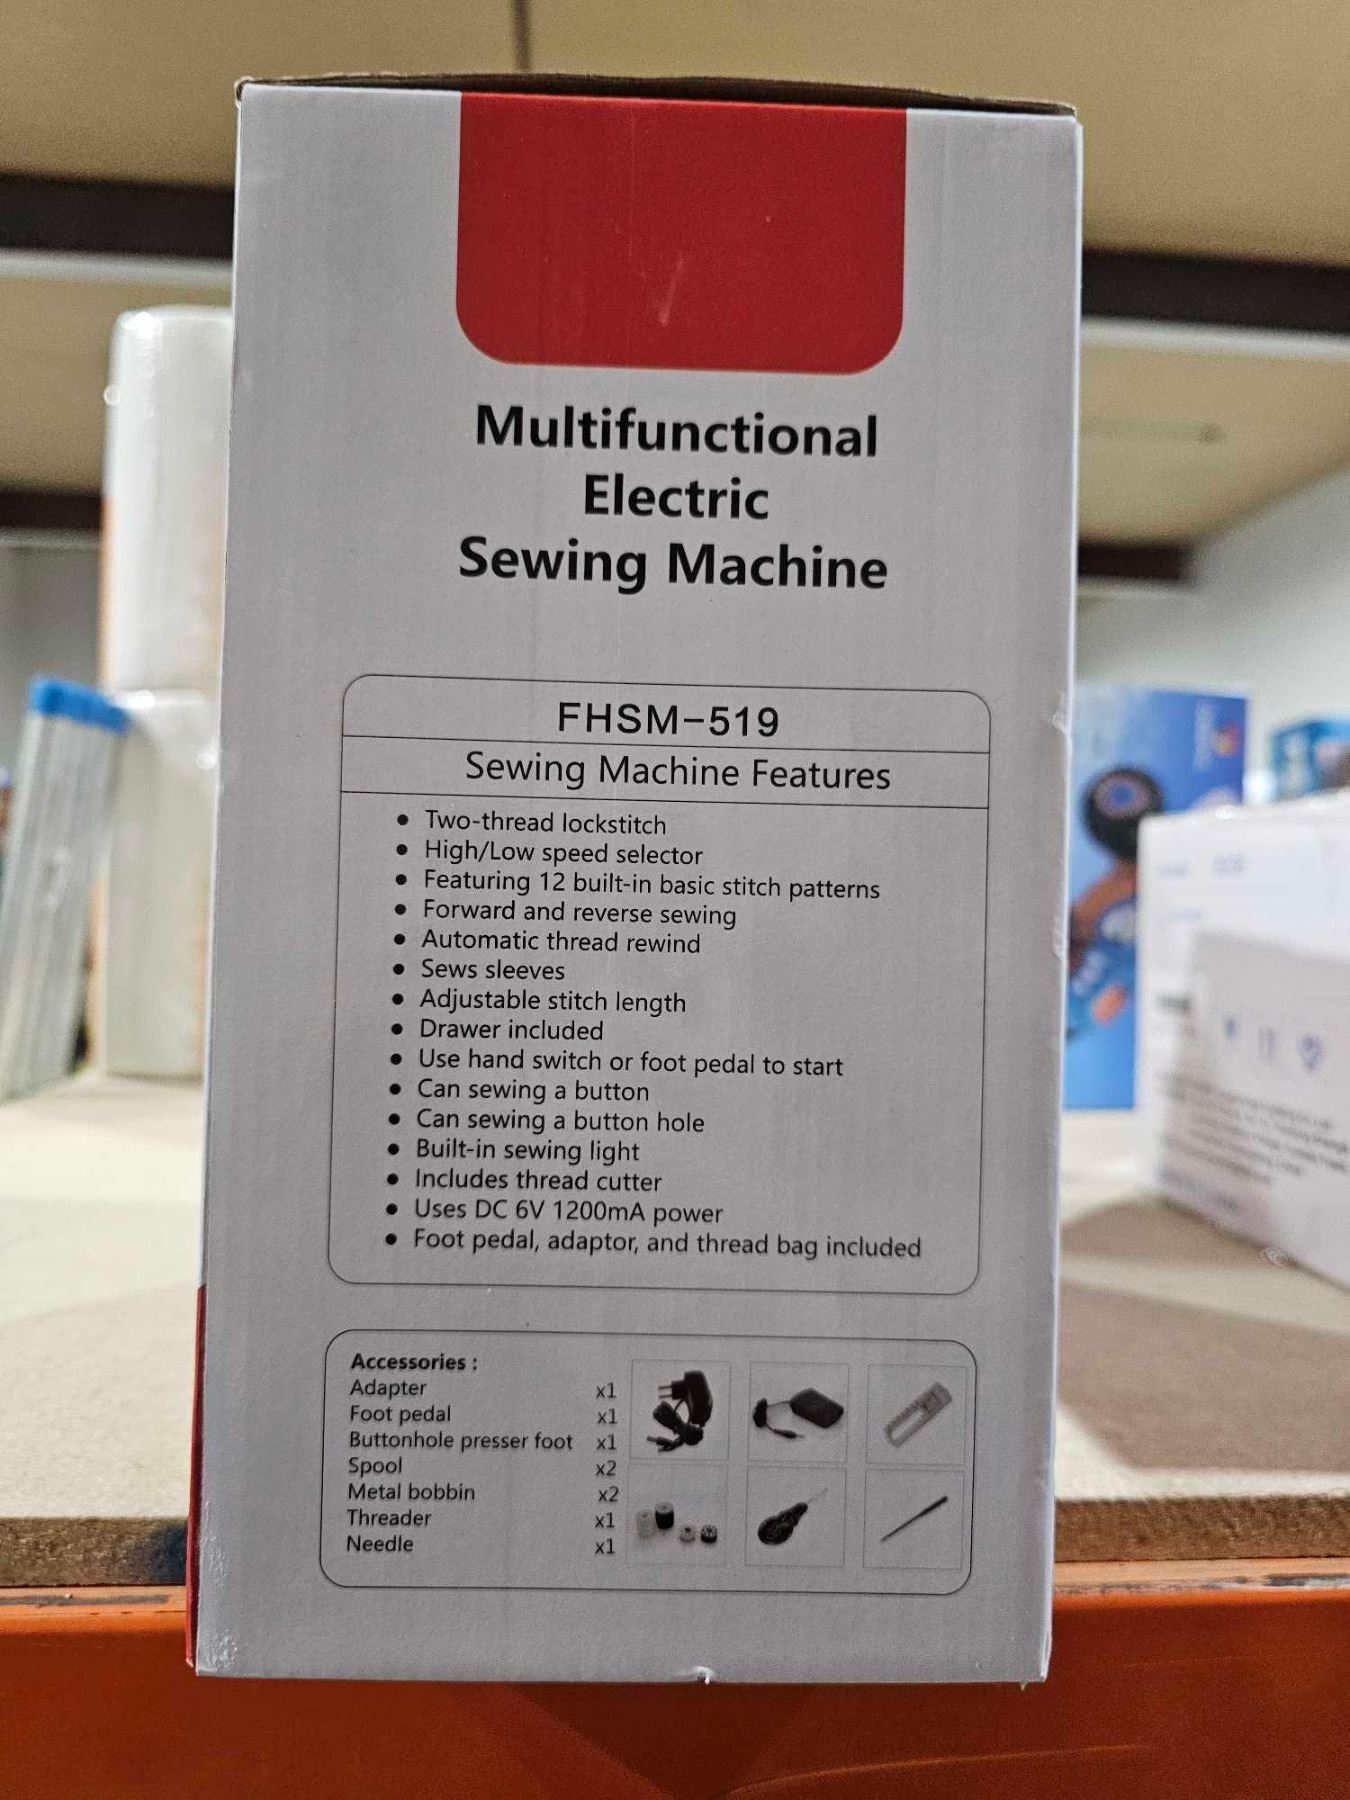 Multifunctional
Electric
Sewing Machine
FHSM-519
Sewing Machine Features
• Two-thread lockstitch
• High/Low speed selector
• Featuring 12 built-in basic stitch patterns
• Forward and reverse sewing
• Automatic thread rewind
• Sews sleeves
• Adjustable stitch length
• Drawer included
• Use hand switch or foot pedal to start
• Can sewing a button
• Can sewing a button hole
• Built-in sewing light
• Includes thread cutter
• Uses DC 6V 1200mA power
• Foot pedal, adaptor, and thread bag included
Accessories :
Adapter x1
Foot pedal x1
Buttonhole presser foot x1
Spool x2
Metal bobbin x2
Threader x1
Needle x1